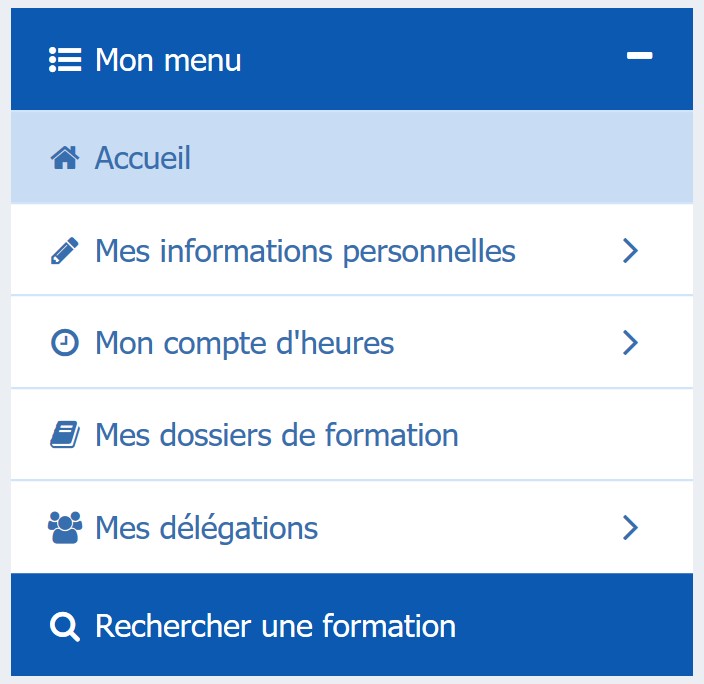 Mon menu
Accueil
Mes informations personnelles
Mon compte d'heures
Mes dossiers de formation
Mes délégations
Rechercher une formation